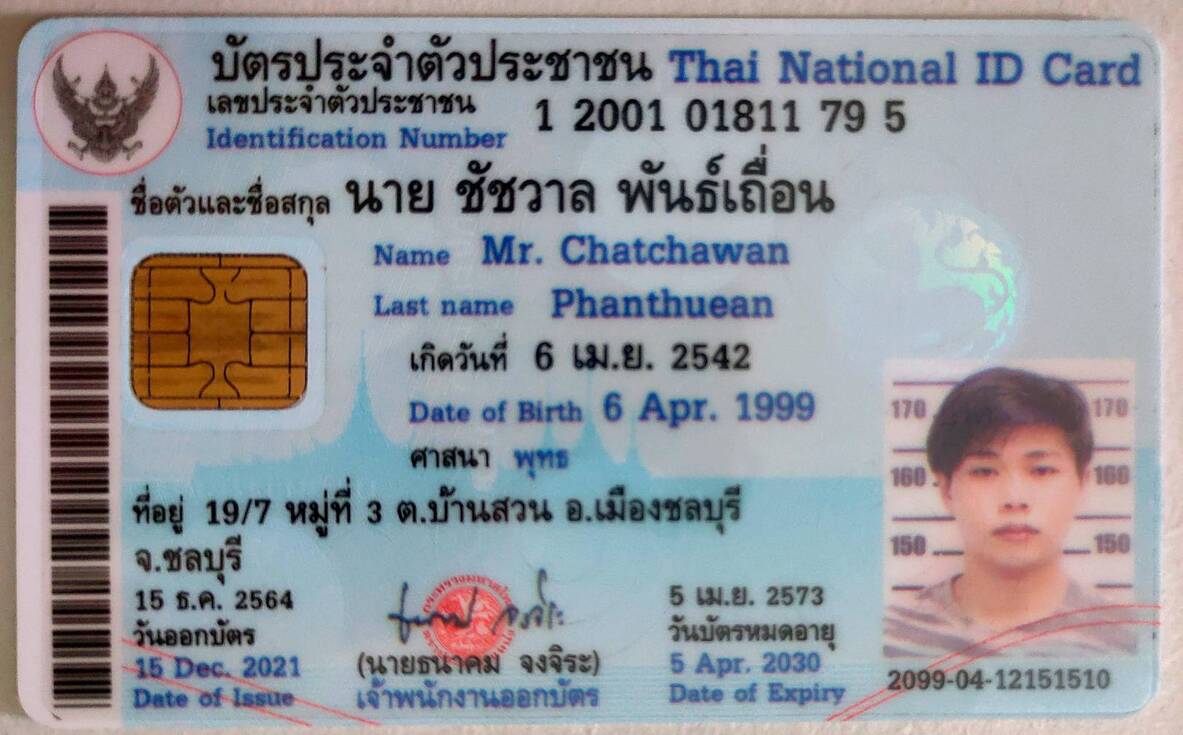 บัตรประจำตัวประชาชน Thai National ID Card
เลขประจำตัวประชาชน 1 2001 01811 79 5
Identification Number
ชื่อตัวและชื่อสกุล นาย ชัชวาล พันธ์เถื่อน
Name Mr. Chatchawan
Last name Phanthuean
เกิดวันที่ 6 เม.ย. 2542
Date of Birth 6 Apr. 1999
ศาสนา พุทธ
ที่อยู่ 19/7 หมู่ที่ 3 ต.บ้านสวน อ.เมืองชลบุรี
จ.ชลบุรี
15 ธ.ค. 2564
วันออกบัตร
15 Dec. 2021
Date of Issue
(นายธนาคม จงจิระ)
เจ้าพนักงานออกบัตร
5 เม.ย. 2573
วันบัตรหมดอายุ
5 Apr. 2030
Date of Expiry
170 170
160 160
150 150
2099-04-12151510